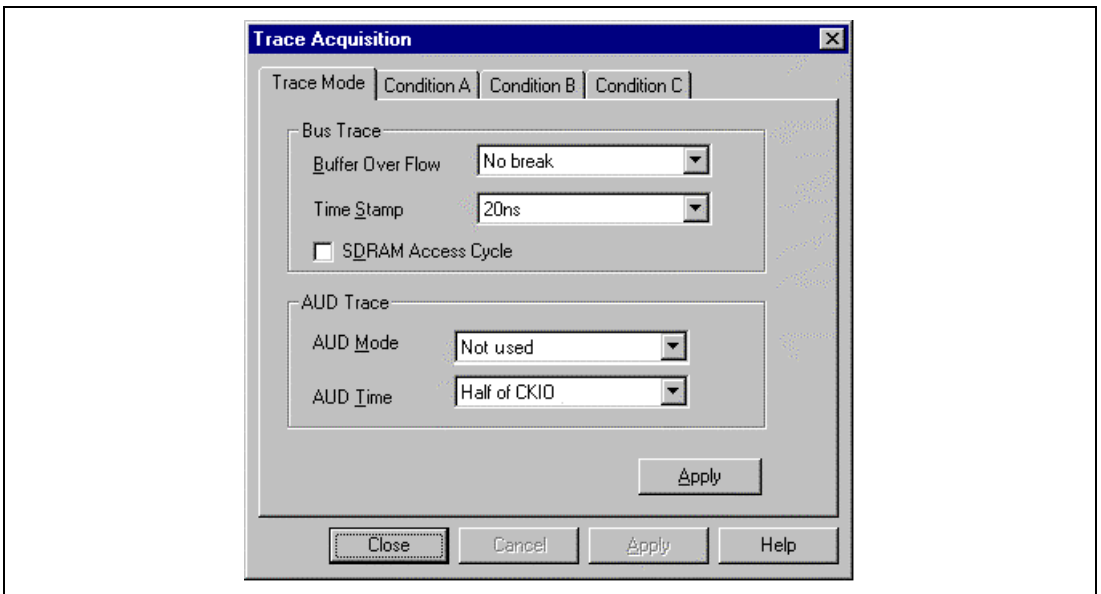 Trace Acquisition
Trace Mode Condition A Condition B Condition C
Bus Trace
Buffer Over Flow No break
Time Stamp 20ns
SDRAM Access Cycle
AUD Trace
AUD Mode Not used
AUD Time Half of CKIO
Apply
Close Cancel Apply Help